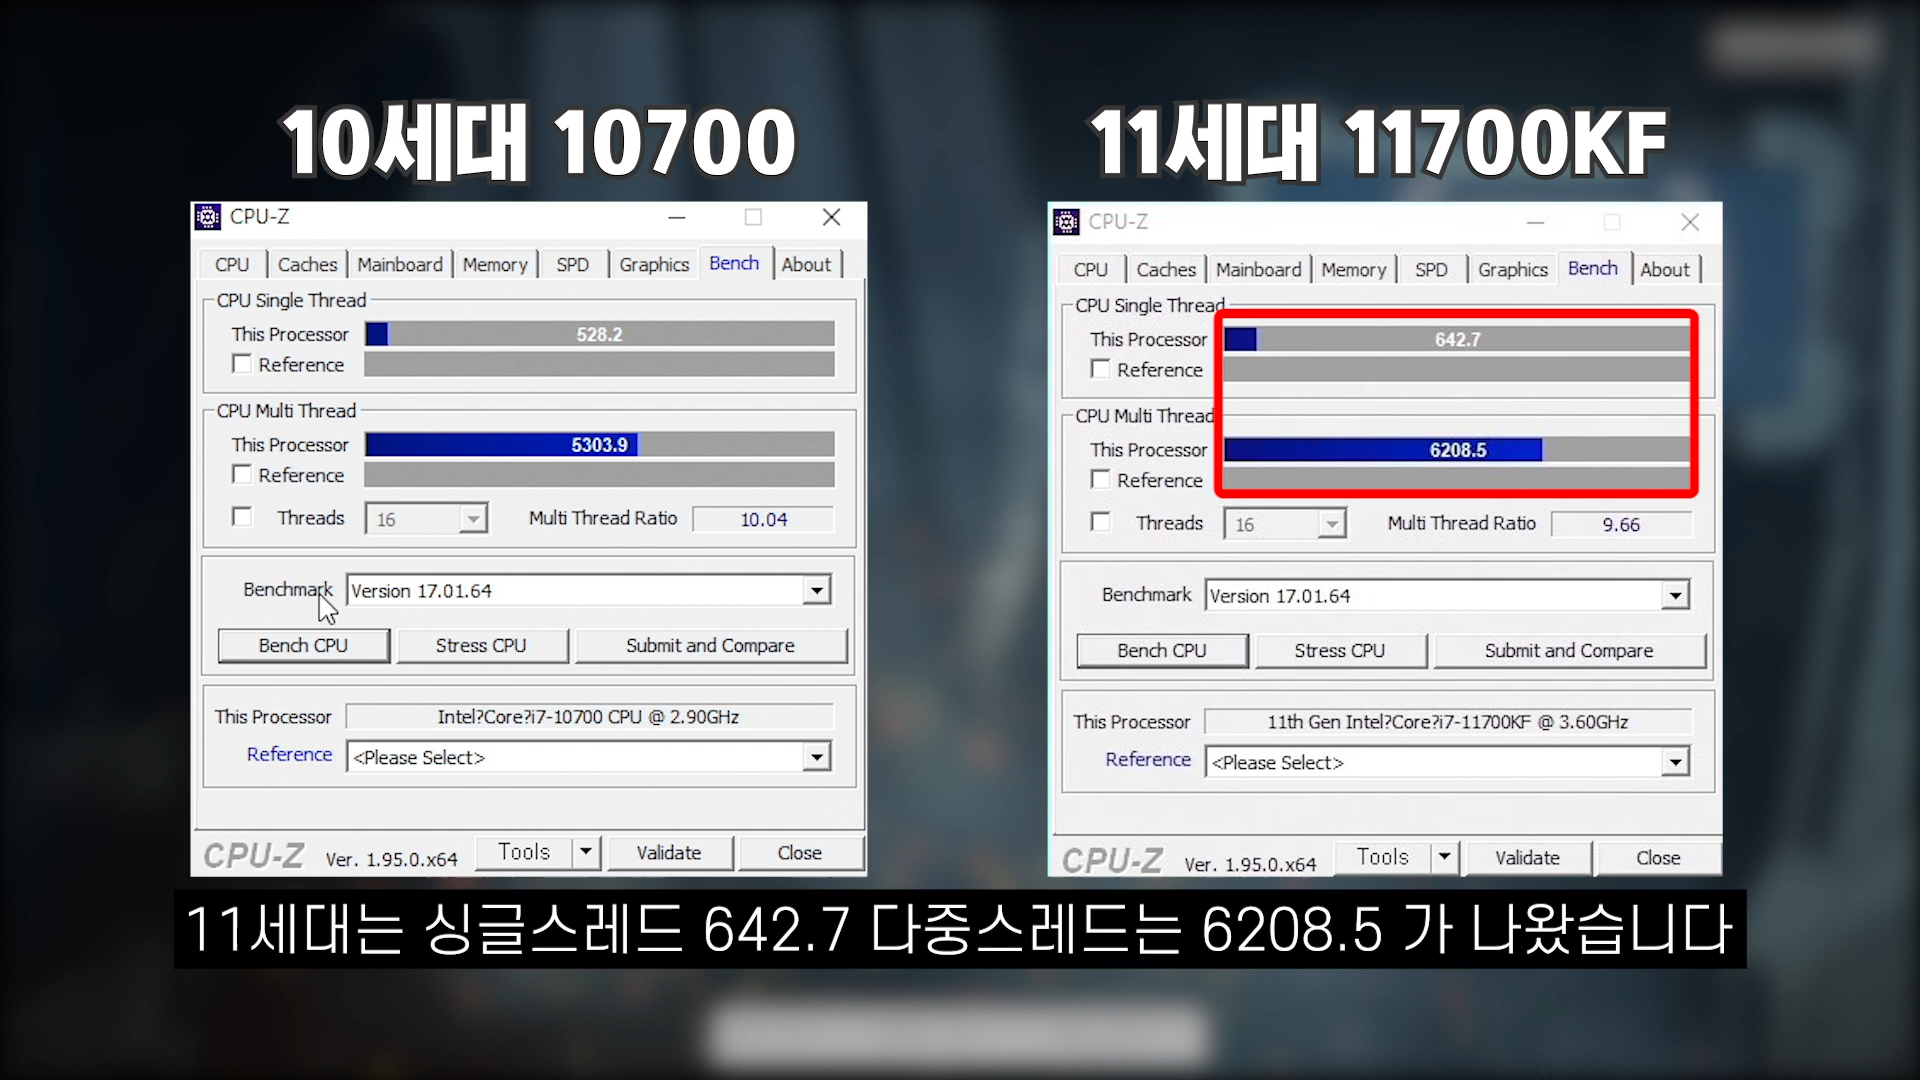 10세대 10700
CPU-Z
CPU Caches Mainboard Memory SPD Graphics Bench About
CPU Single Thread
This Processor 528.2
Reference
CPU Multi Thread
This Processor 5303.9
Reference
Threads 16 Multi Thread Ratio 10.04
Benchmark Version 17.01.64
Bench CPU Stress CPU Submit and Compare
This Processor Intel?Core?i7-10700 CPU @ 2.90GHz
Reference <Please Select>
CPU-Z Ver. 1.95.0.x64 Tools Validate Close
11세대 11700KF
CPU-Z
CPU Caches Mainboard Memory SPD Graphics Bench About
CPU Single Thread
This Processor 642.7
Reference
CPU Multi Thread
This Processor 6208.5
Reference
Threads 16 Multi Thread Ratio 9.66
Benchmark Version 17.01.64
Bench CPU Stress CPU Submit and Compare
This Processor 11th Gen Intel?Core?i7-11700KF @ 3.60GHz
Reference <Please Select>
CPU-Z Ver. 1.95.0.x64 Tools Validate Close
11세대는 싱글스레드 642.7 다중스레드는 6208.5 가 나왔습니다